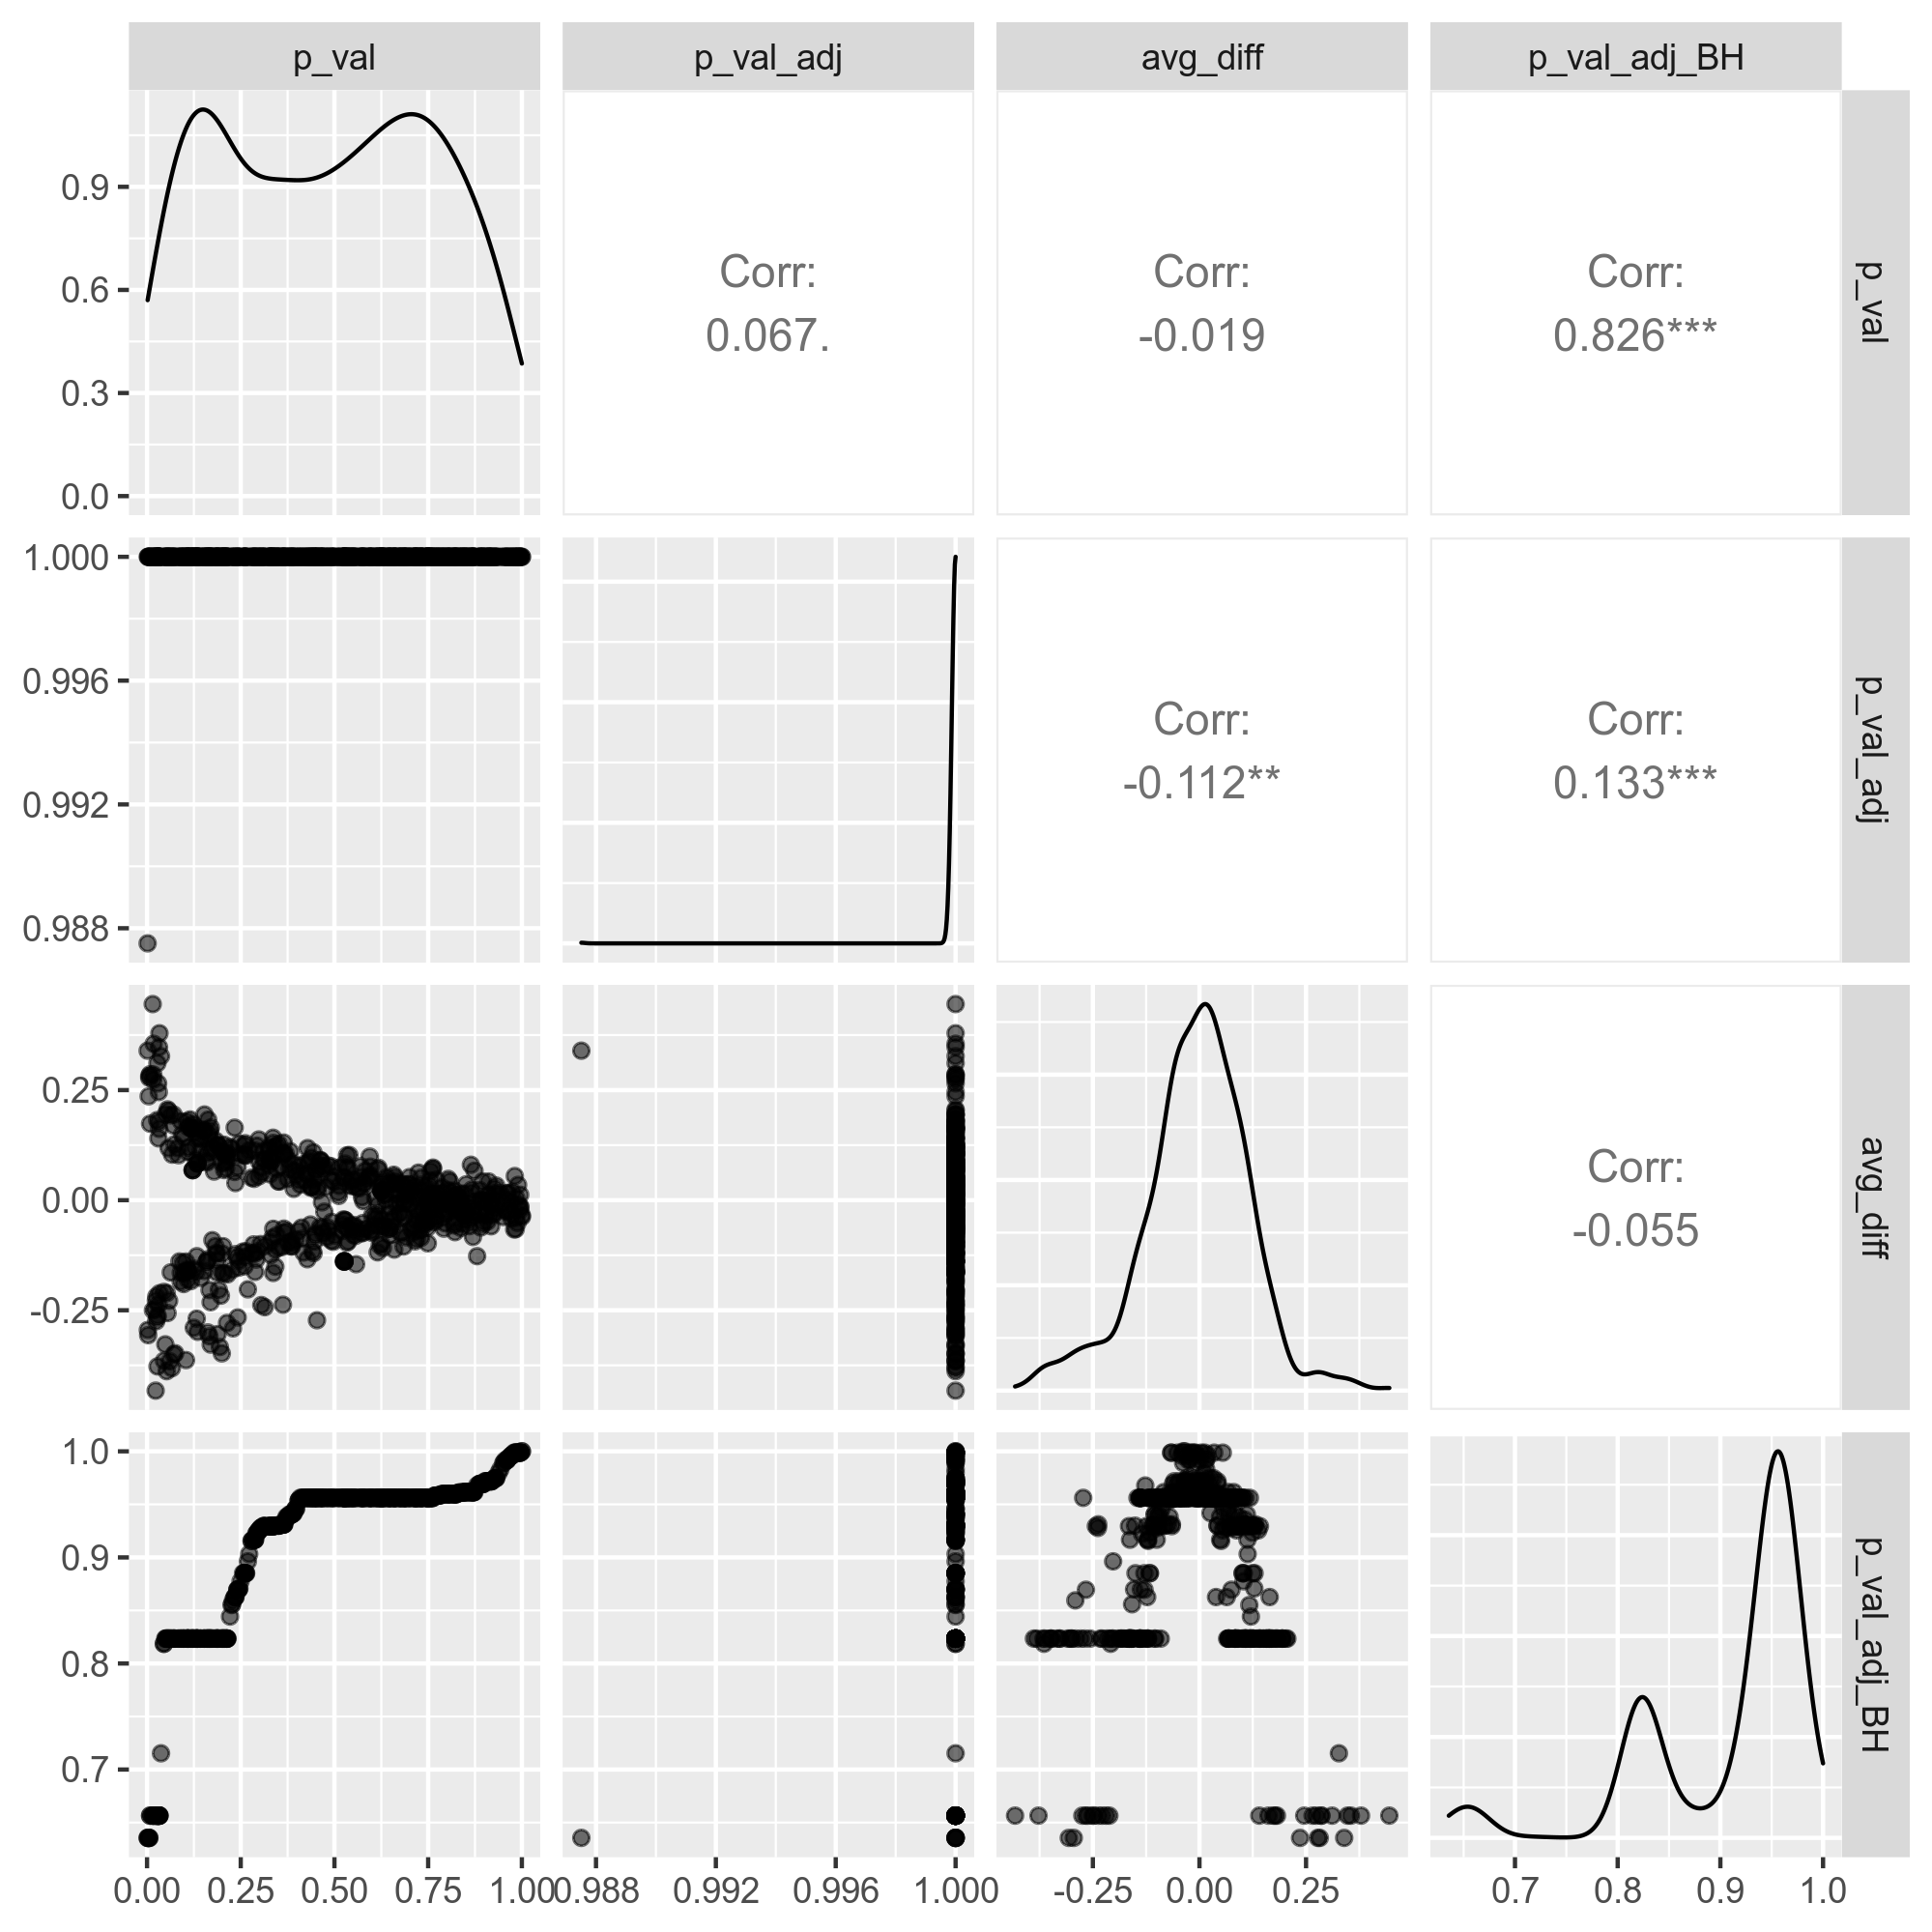 p_val p_val_adj avg_diff p_val_adj_BH
0.9
0.6
0.3
0.0
Corr:
0.067.
Corr:
-0.019
Corr:
0.826***
p_val
1.000
0.996
0.992
0.988
Corr:
-0.112**
Corr:
0.133***
p_val_adj
0.25
0.00
-0.25
Corr:
-0.055
avg_diff
1.0
0.9
0.8
0.7
p_val_adj_BH
0.00 0.25 0.50 0.75 1.00 0.988 0.992 0.996 1.000 -0.25 0.00 0.25 0.7 0.8 0.9 1.0